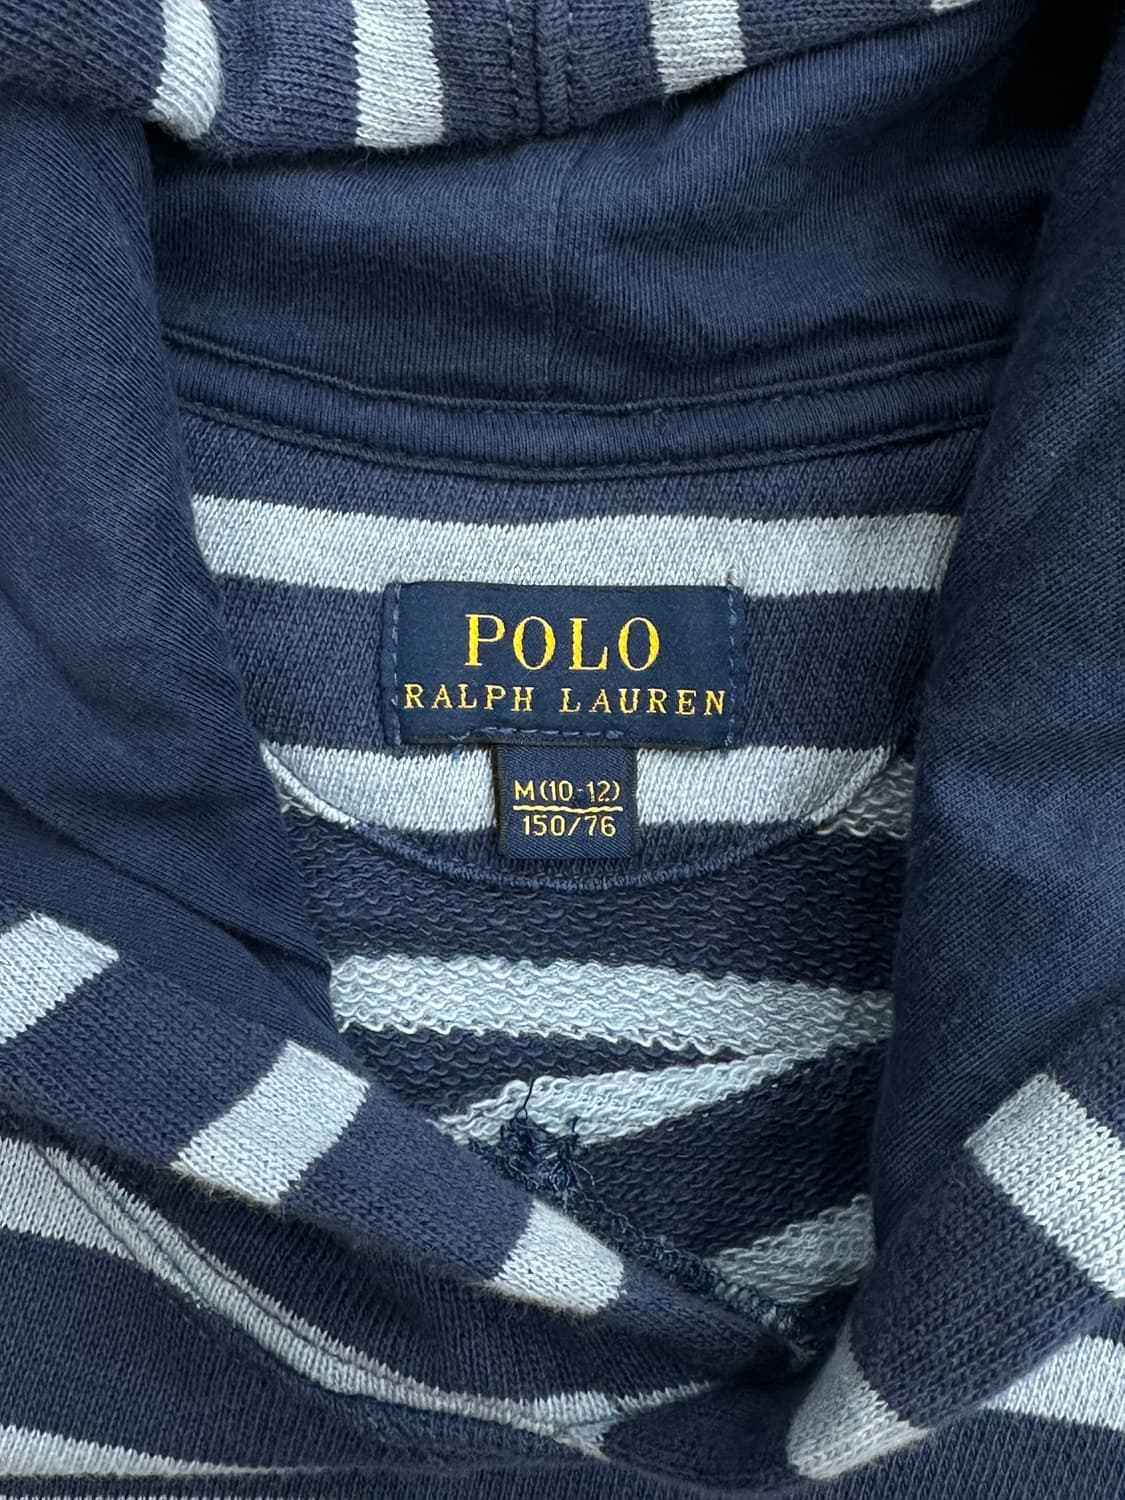 POLO
RALPH LAUREN
M(10-12)
150/76